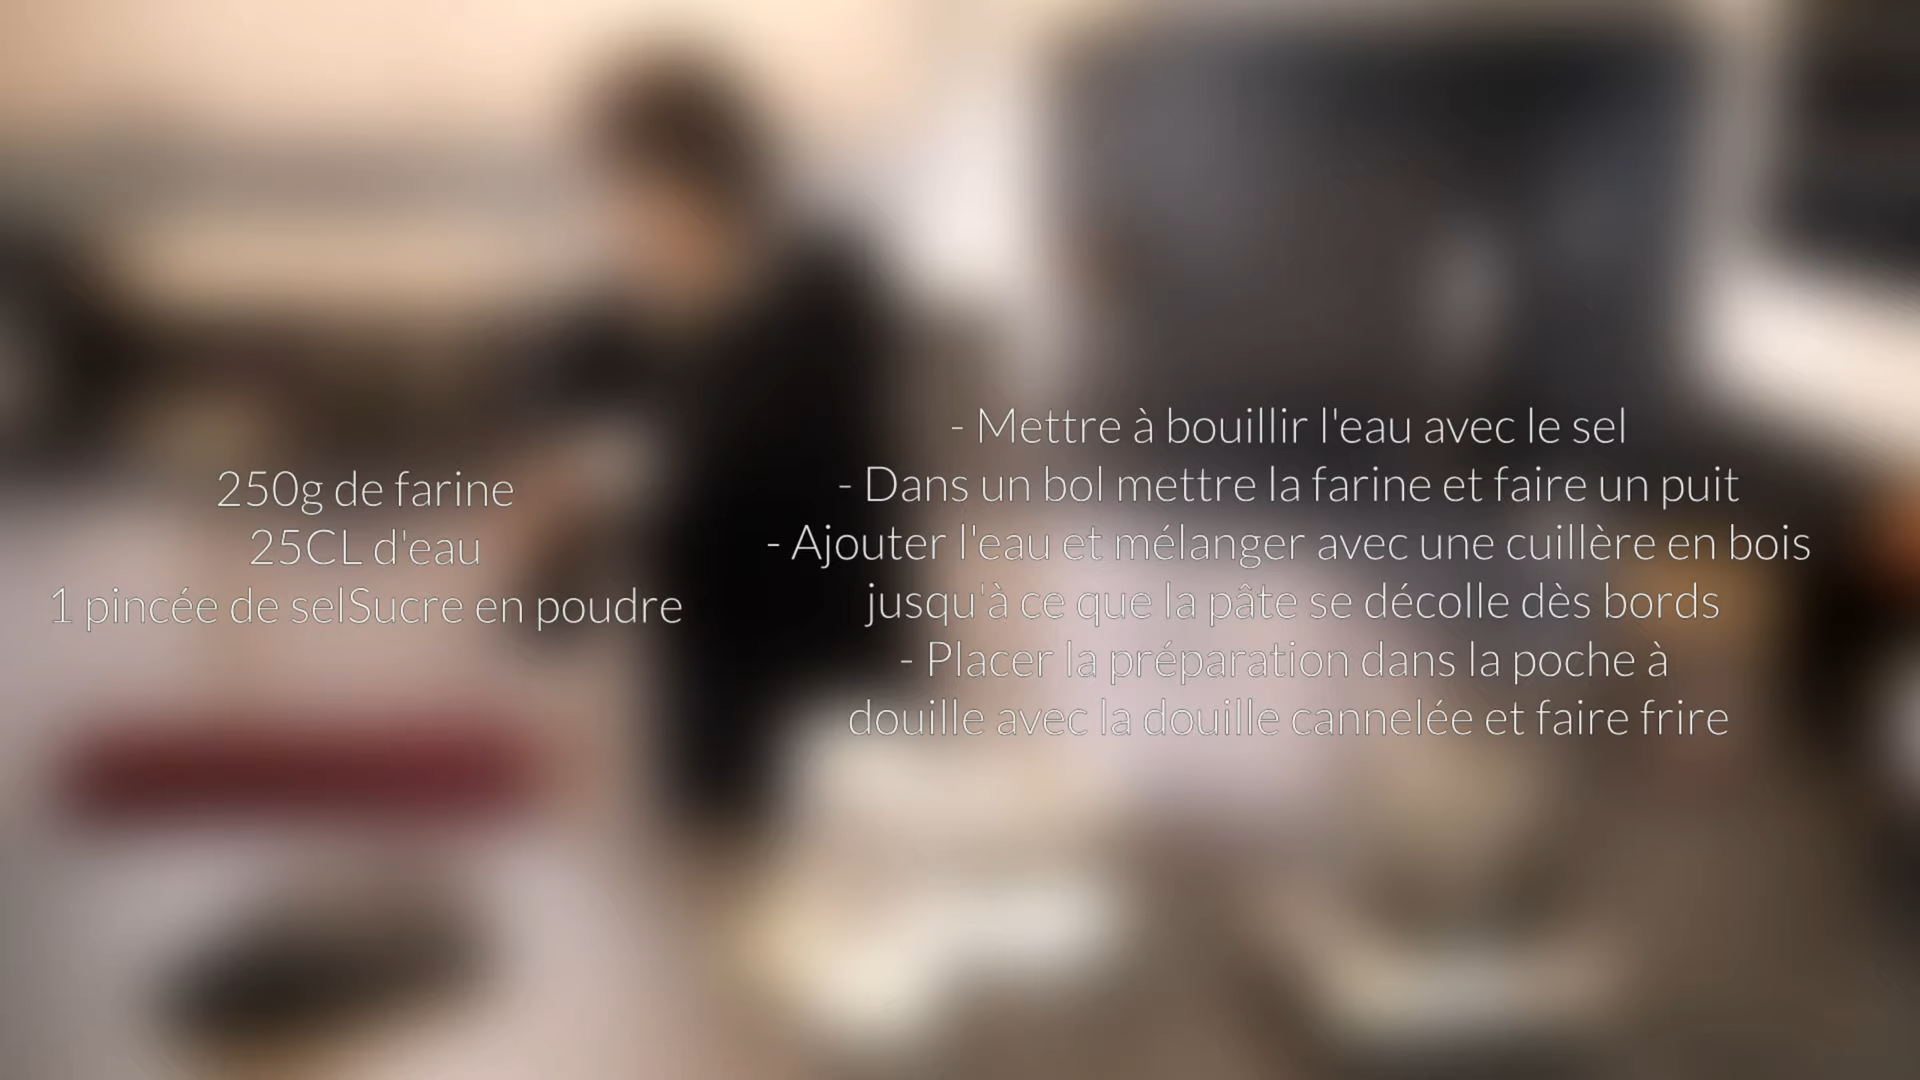 250g de farine
25CL d'eau
1 pincée de selSucre en poudre
- Mettre à bouillir l'eau avec le sel
- Dans un bol mettre la farine et faire un puit
- Ajouter l'eau et mélanger avec une cuillère en bois
jusqu'à ce que la pâte se décolle dès bords
- Placer la préparation dans la poche à
douille avec la douille cannelée et faire frire